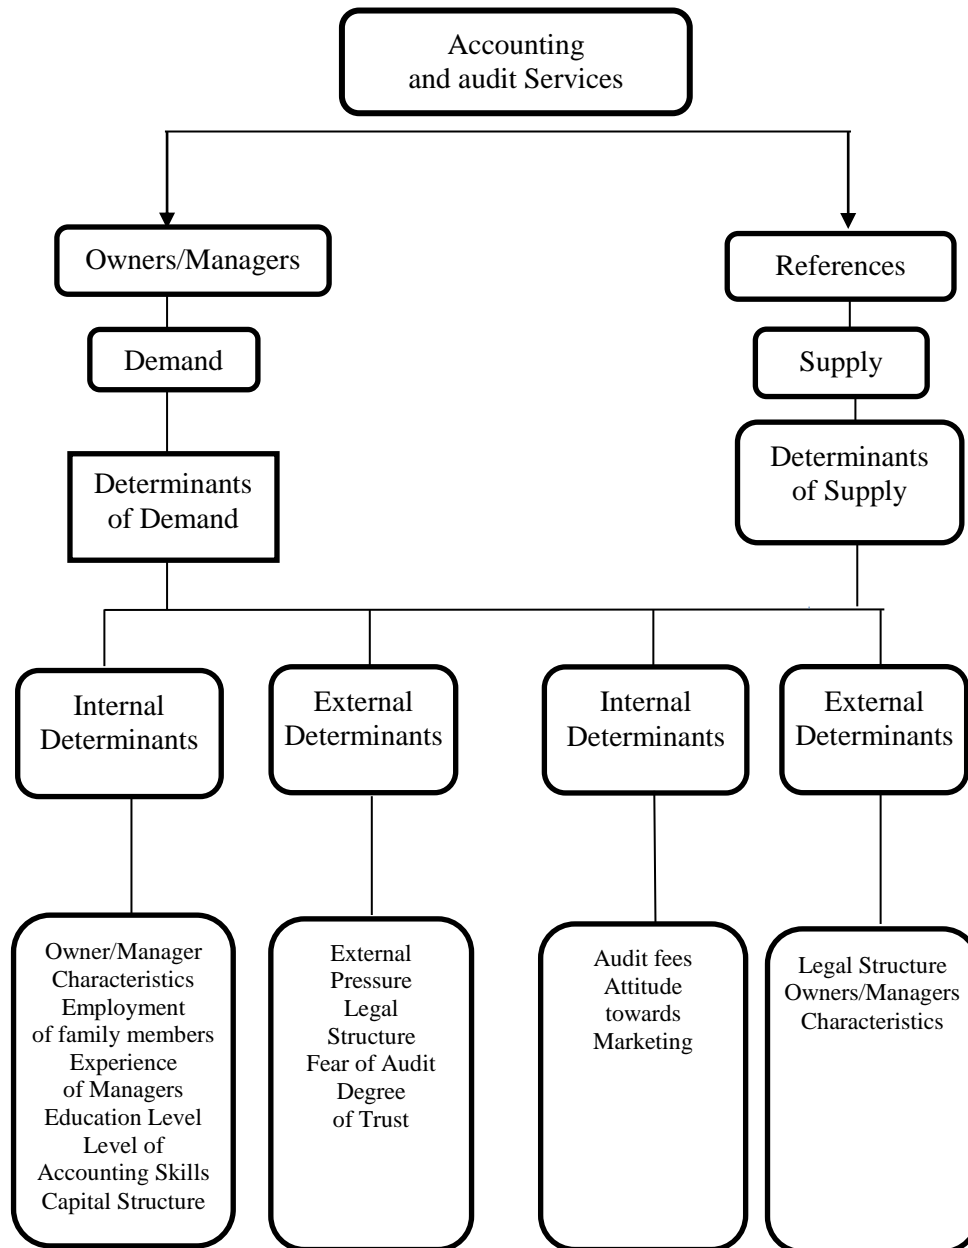 Accounting
and audit Services
Owners/Managers
References
Demand
Supply
Determinants
of Demand
Determinants
of Supply
Internal
Determinants
External
Determinants
Internal
Determinants
External
Determinants
Owner/Manager
Characteristics
Employment
of family members
Experience
of Managers
Education Level
Level of
Accounting Skills
Capital Structure
External
Pressure
Legal
Structure
Fear of Audit
Degree
of Trust
Audit fees
Attitude
towards
Marketing
Legal Structure
Owners/Managers
Characteristics